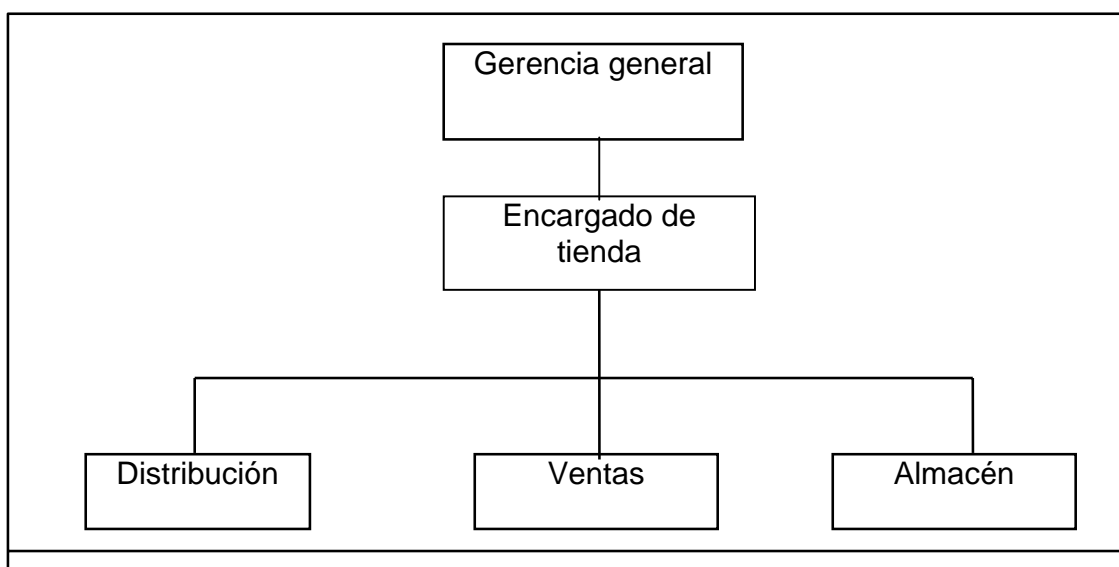 Gerencia general
Encargado de
tienda
Distribución
Ventas
Almacén